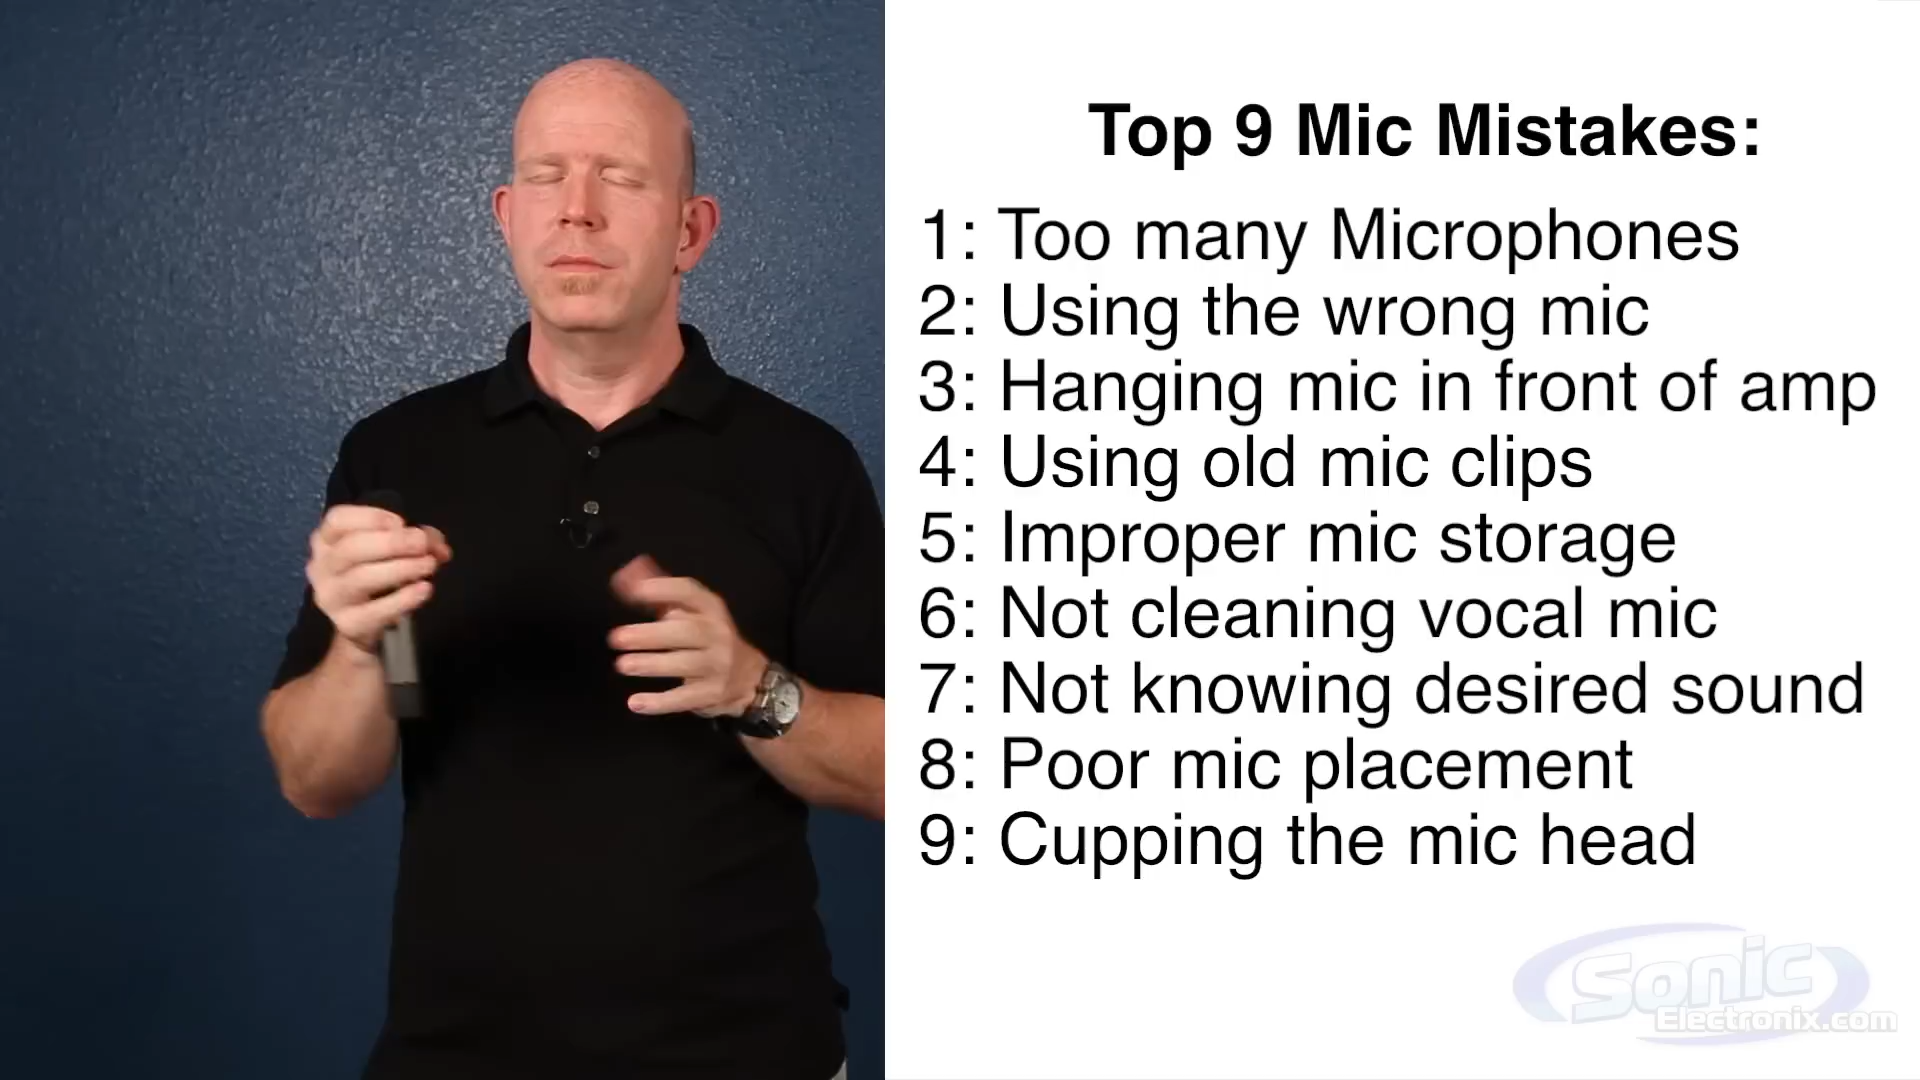 Top 9 Mic Mistakes:
1: Too many Microphones
2: Using the wrong mic
3: Hanging mic in front of amp
4: Using old mic clips
5: Improper mic storage
6: Not cleaning vocal mic
7: Not knowing desired sound
8: Poor mic placement
9: Cupping the mic head
Sonic
Electronix.com